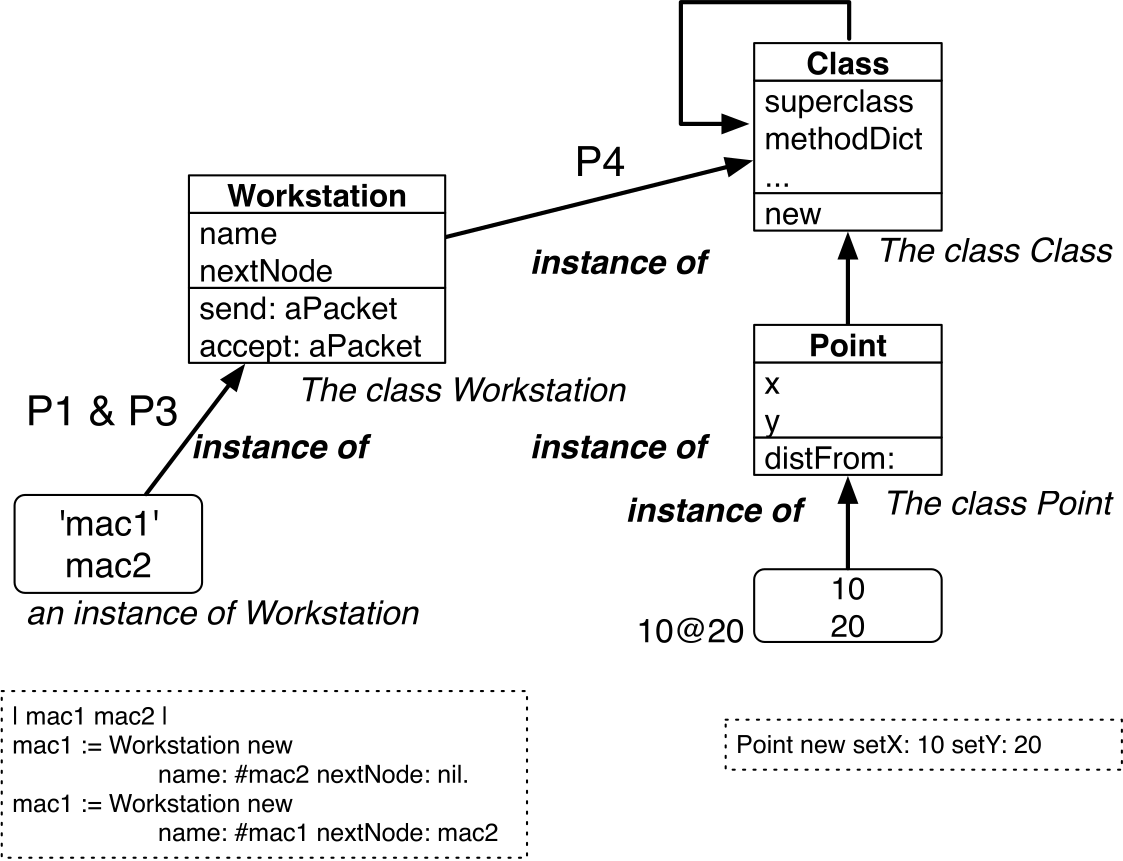 Class
superclass
methodDict
...
new
The class Class
P4
instance of
Workstation
name
nextNode
send: aPacket
accept: aPacket
The class Workstation
P1 & P3
instance of
'mac1'
mac2
an instance of Workstation
instance of
Point
x
y
distFrom:
The class Point
instance of
10
20
10@20
| mac1 mac2 |
mac1 := Workstation new
name: #mac2 nextNode: nil.
mac1 := Workstation new
name: #mac1 nextNode: mac2
Point new setX: 10 setY: 20